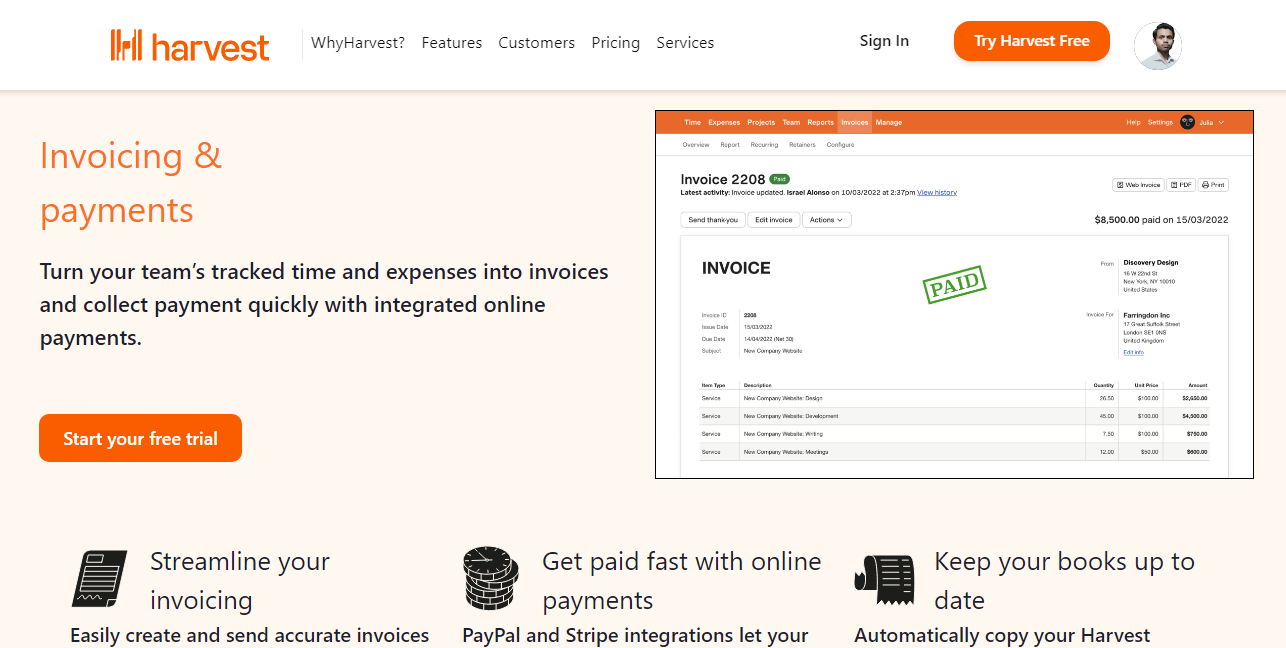 harvest
WhyHarvest? Features Customers Pricing Services
Sign In
Try Harvest Free
Invoicing &
payments
Turn your team’s tracked time and expenses into invoices
and collect payment quickly with integrated online
payments.
Start your free trial
Time Expenses Projects Team Reports Invoices Manage
Help Settings Julia
Overview Report Recurring Retainers Configure
Invoice 2208 Paid
Latest activity: Invoice updated. Israel Alonso on 10/03/2022 at 2:37pm View history
Web Invoice PDF Print
Send thank-you Edit invoice Actions
$8,500.00 paid on 15/03/2022
INVOICE
PAID
From Discovery Design
16 W 22nd St
New York, NY 10010
United States
Invoice ID 2208
Issue Date 15/03/2022
Due Date 14/04/2022 (Net 30)
Subject New Company Website
Invoice For Farringdon Inc
17 Great Suffolk Street
London SE1 0NS
United Kingdom
Edit info
Item Type Description Quantity Unit Price Amount
Service New Company Website: Design 26.50 $100.00 $2,650.00
Service New Company Website: Development 45.00 $100.00 $4,500.00
Service New Company Website: Writing 7.50 $100.00 $750.00
Service New Company Website: Meetings 12.00 $50.00 $600.00
Streamline your
invoicing
Easily create and send accurate invoices
Get paid fast with online
payments
PayPal and Stripe integrations let your
Keep your books up to
date
Automatically copy your Harvest